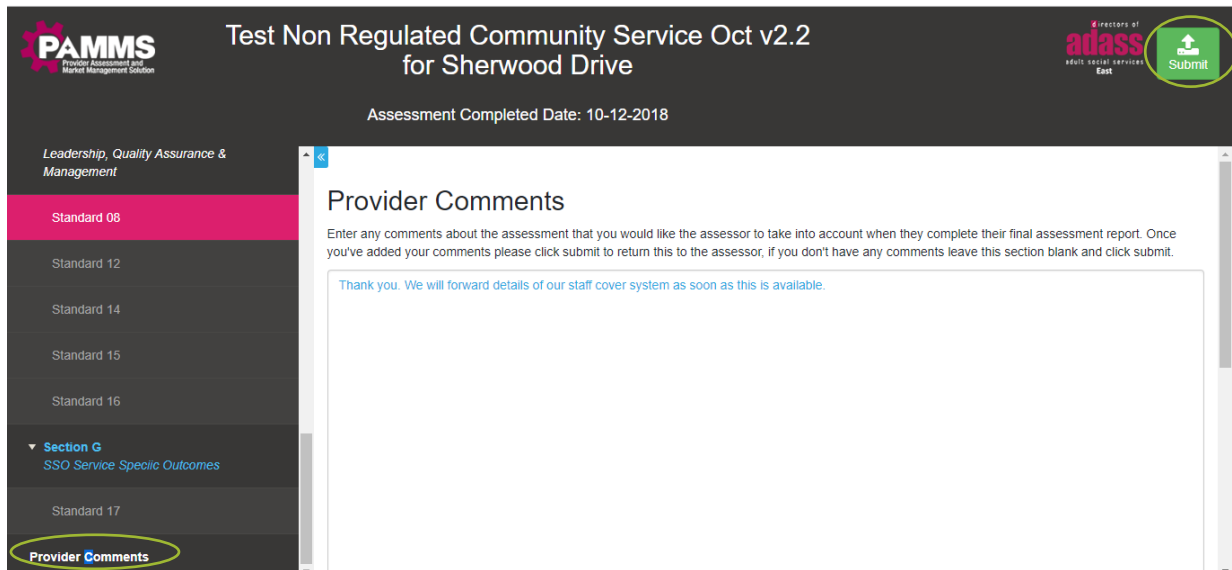 PAMMS
Provider Assessment and
Market Management Solution
Test Non Regulated Community Service Oct v2.2
for Sherwood Drive
Assessment Completed Date: 10-12-2018
directors of
adass
adult social services
East
Submit
Leadership, Quality Assurance &
Management
Standard 08
Standard 12
Standard 14
Standard 15
Standard 16
Section G
SSO Service Speciic Outcomes
Standard 17
Provider Comments
«
Provider Comments
Enter any comments about the assessment that you would like the assessor to take into account when they complete their final assessment report. Once
you've added your comments please click submit to return this to the assessor, if you don't have any comments leave this section blank and click submit.
Thank you. We will forward details of our staff cover system as soon as this is available.